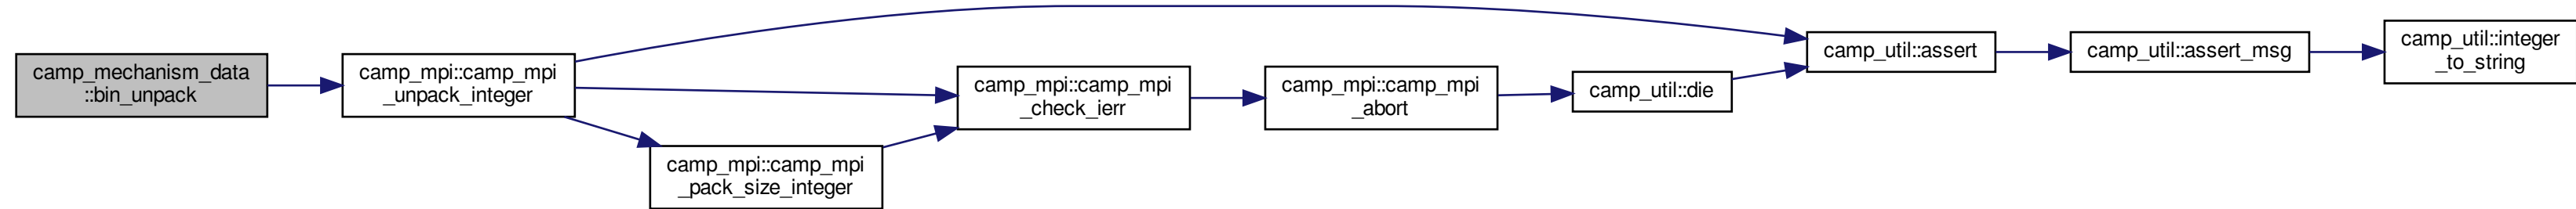 camp_mechanism_data
::bin_unpack
camp_mpi::camp_mpi
_unpack_integer
camp_mpi::camp_mpi
_pack_size_integer
camp_mpi::camp_mpi
_check_ierr
camp_mpi::camp_mpi
_abort
camp_util::die
camp_util::assert
camp_util::assert_msg
camp_util::integer
_to_string